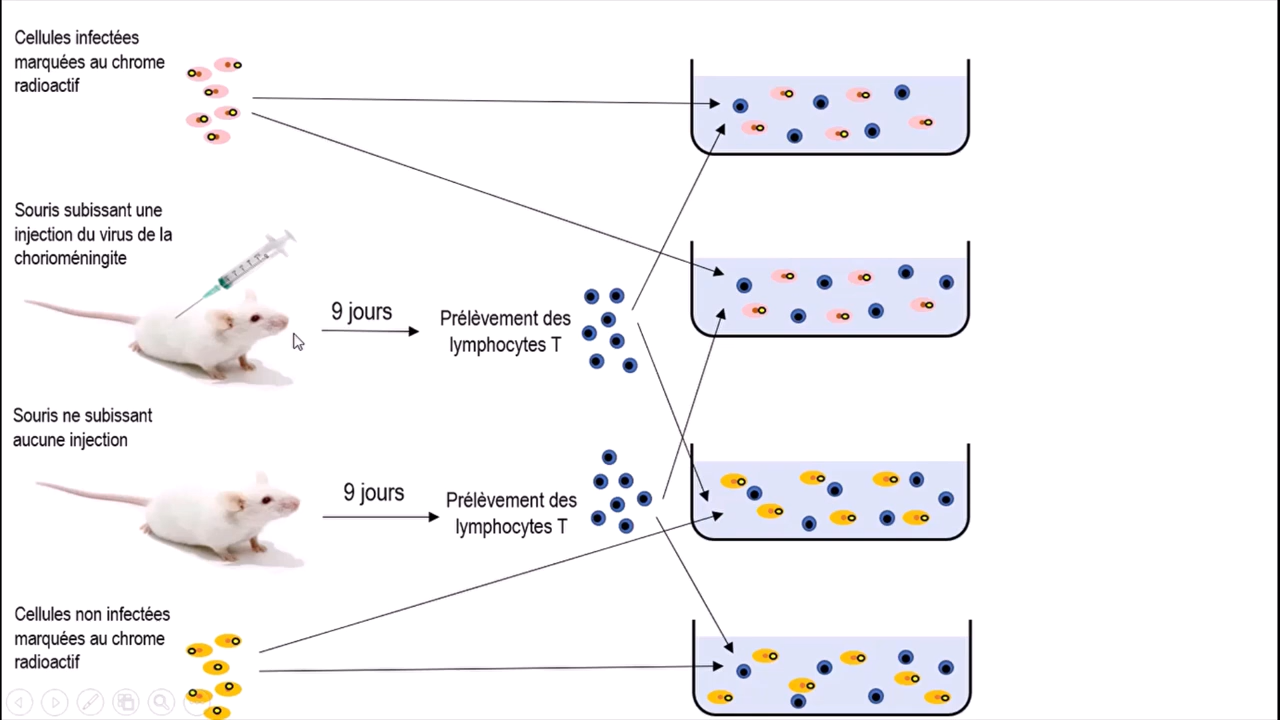 Cellules infectées
marquées au chrome
radioactif
Souris subissant une
injection du virus de la
chorioméningite
9 jours
Prélèvement des
lymphocytes T
Souris ne subissant
aucune injection
9 jours
Prélèvement des
lymphocytes T
Cellules non infectées
marquées au chrome
radioactif